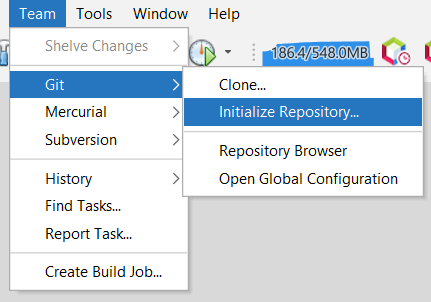 Team Tools Window Help
Shelve Changes
186.4/548.0MB
Git
Mercurial
Subversion
History
Find Tasks...
Report Task...
Create Build Job...
Clone...
Initialize Repository...
Repository Browser
Open Global Configuration